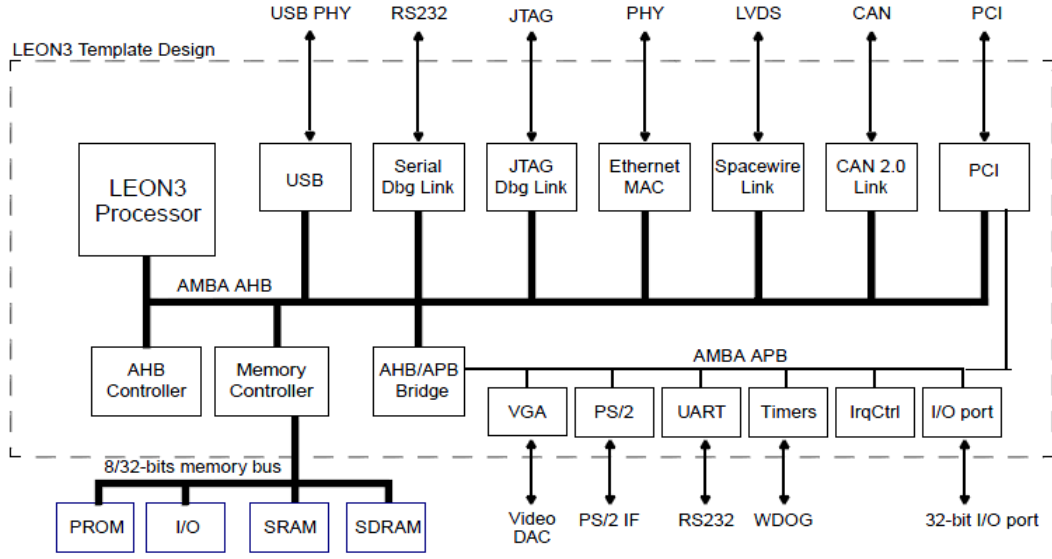 USB PHY RS232 JTAG PHY LVDS CAN PCI
LEON3 Template Design
LEON3
Processor
USB
Serial
Dbg Link
JTAG
Dbg Link
Ethernet
MAC
Spacewire
Link
CAN 2.0
Link
PCI
AMBA AHB
AHB
Controller
Memory
Controller
AHB/APB
Bridge
AMBA APB
VGA
PS/2
UART
Timers
IrqCtrl
I/O port
8/32-bits memory bus
PROM
I/O
SRAM
SDRAM
Video
DAC
PS/2 IF
RS232
WDOG
32-bit I/O port